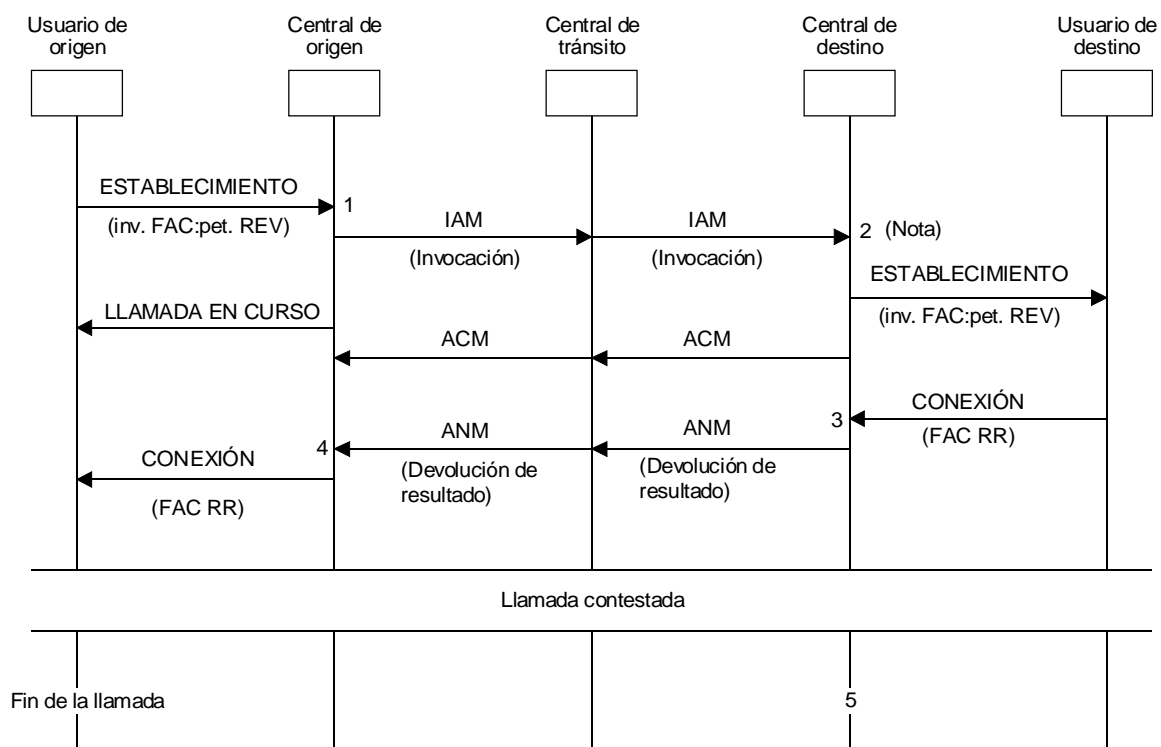 Usuario de
origen
Central de
origen
Central de
tránsito
Central de
destino
Usuario de
destino
ESTABLECIMIENTO
(inv. FAC:pet. REV)
1
IAM
(Invocación)
IAM
(Invocación)
2 (Nota)
ESTABLECIMIENTO
(inv. FAC:pet. REV)
LLAMADA EN CURSO
ACM
ACM
CONEXIÓN
(FAC RR)
3
ANM
(Devolución de
resultado)
ANM
(Devolución de
resultado)
4
CONEXIÓN
(FAC RR)
Llamada contestada
Fin de la llamada
5